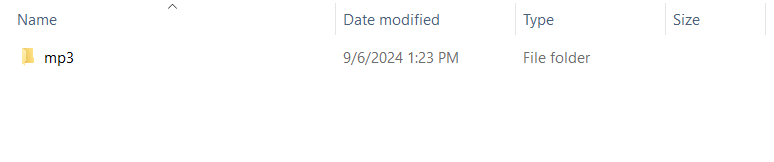 Name Date modified Type Size
mp3 9/6/2024 1:23 PM File folder